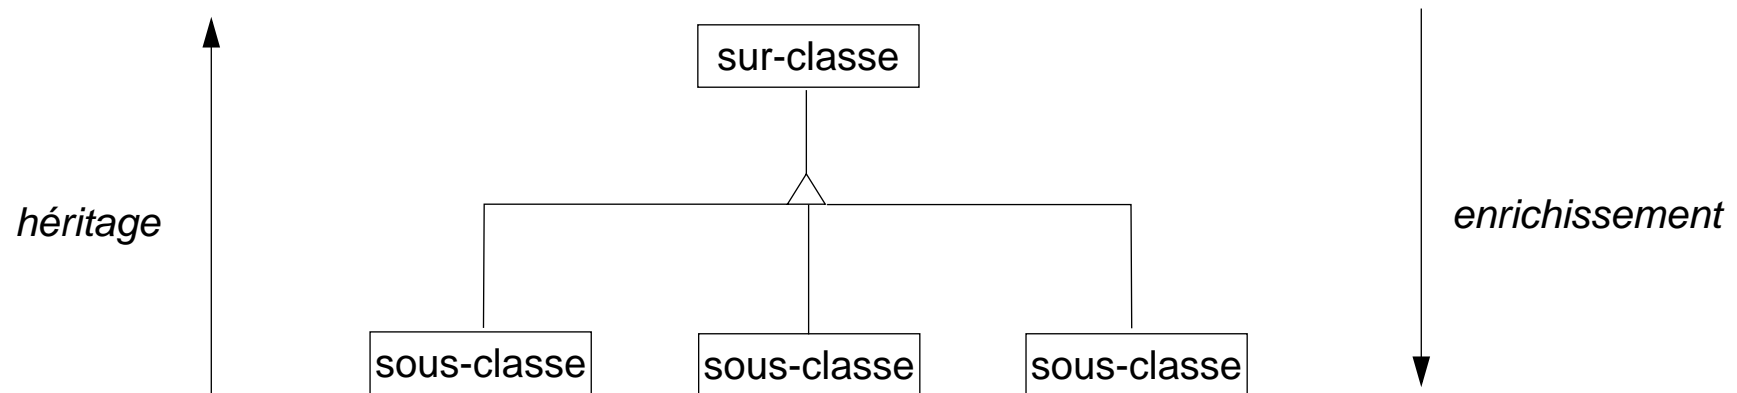 sur-classe
héritage
enrichissement
sous-classe
sous-classe
sous-classe